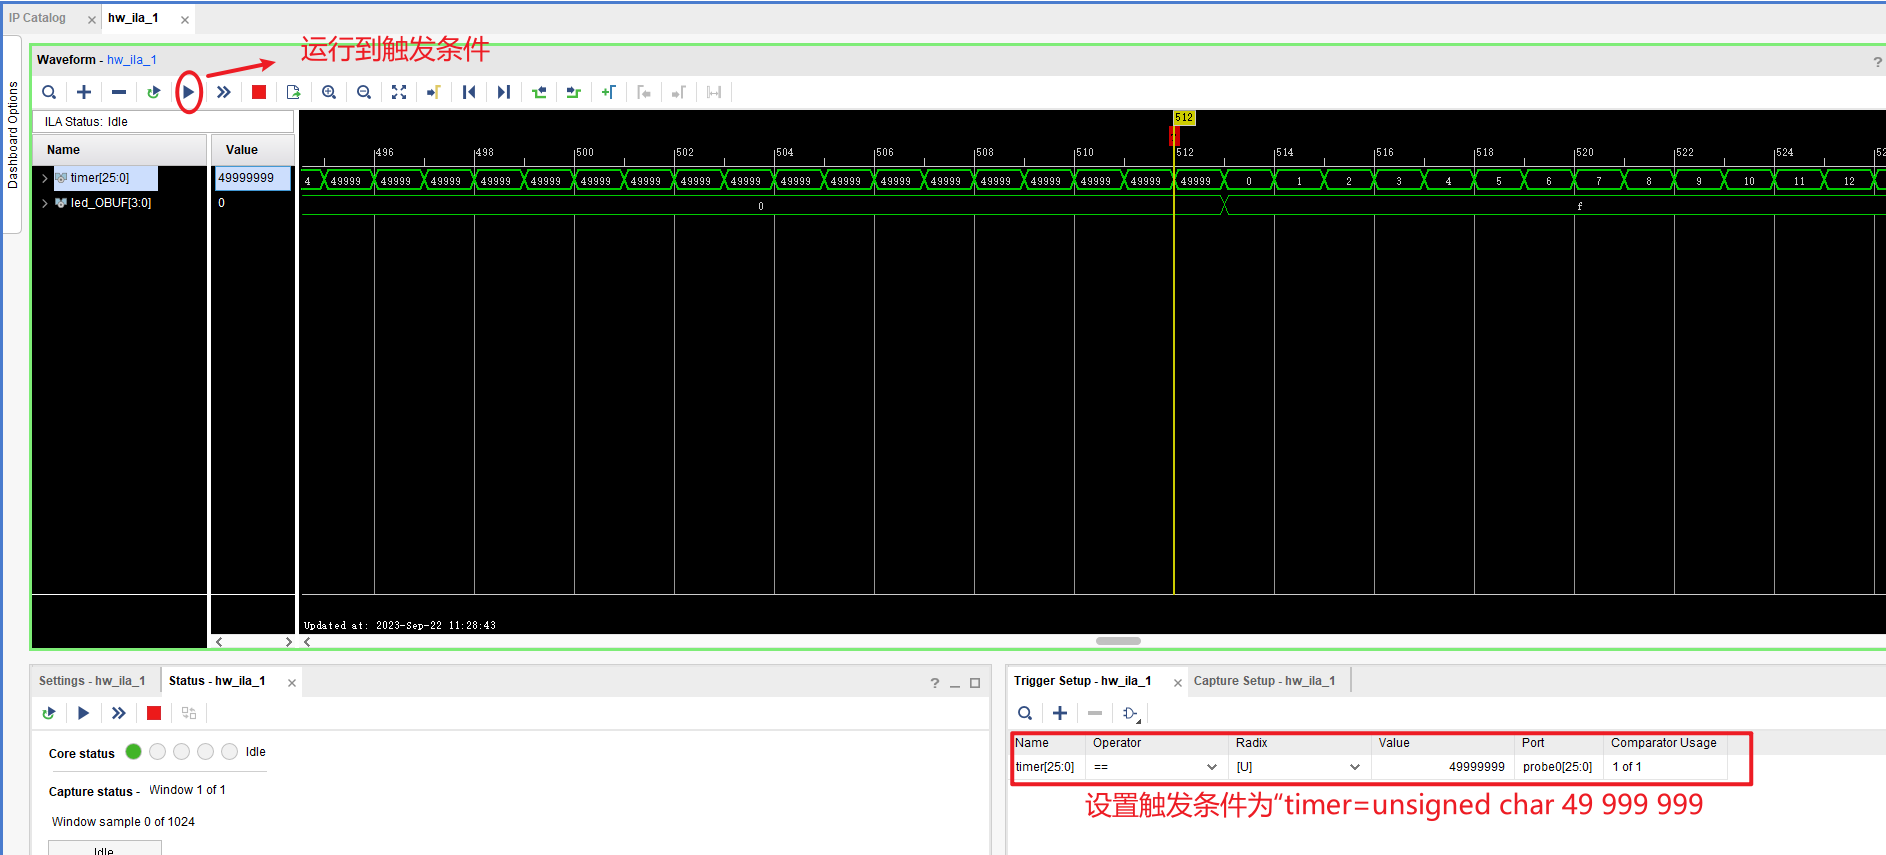 IP Catalog
hw_ila_1
Dashboard Options
运行到触发条件
Waveform - hw_ila_1
?
ILA Status: Idle
512
Name Value
496 498 500 502 504 506 508 510 512 514 516 518 520 522 524 52
timer[25:0] 49999999 4 49999 49999 49999 49999 49999 49999 49999 49999 49999 49999 49999 49999 49999 49999 49999 49999 49999 49999 0 1 2 3 4 5 6 7 8 9 10 11 12
led_OBUF[3:0] 0 0 f
Updated at: 2023-Sep-22 11:28:43
Settings - hw_ila_1 Status - hw_ila_1 ?
Core status Idle
Capture status - Window 1 of 1
Window sample 0 of 1024
Idle
Trigger Setup - hw_ila_1 Capture Setup - hw_ila_1
Name Operator Radix Value Port Comparator Usage
timer[25:0] == [U] 49999999 probe0[25:0] 1 of 1
设置触发条件为“timer=unsigned char 49 999 999